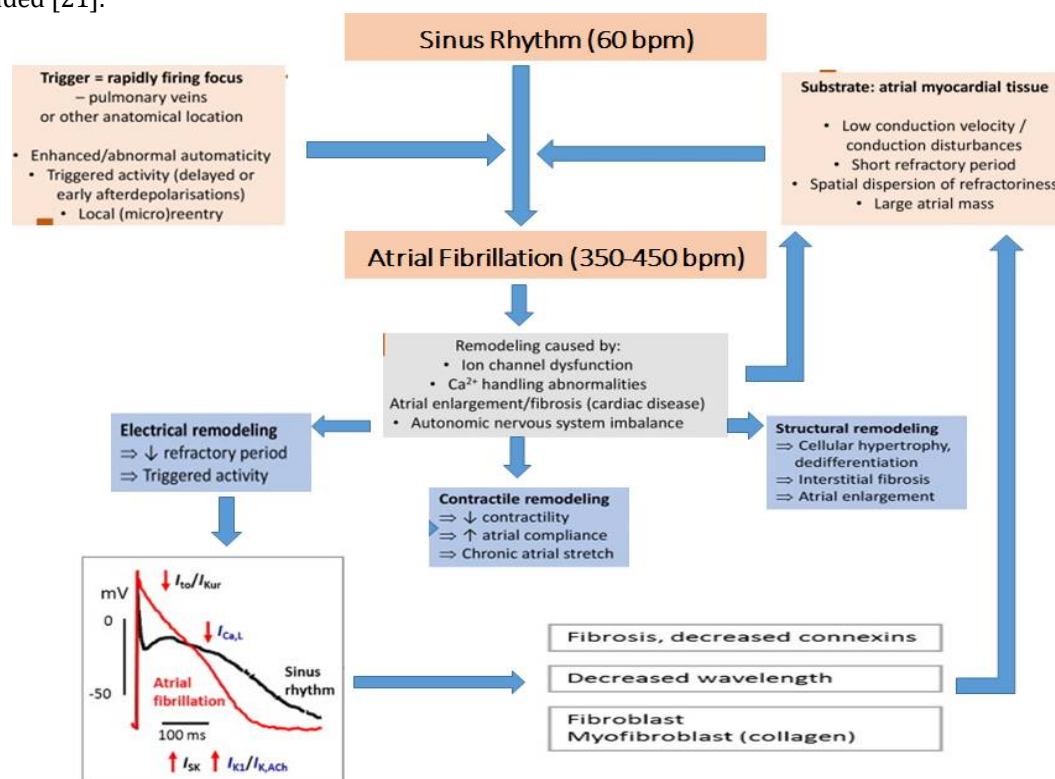 [21].
Sinus Rhythm (60 bpm)
Trigger = rapidly firing focus
– pulmonary veins
or other anatomical location
• Enhanced/abnormal automaticity
• Triggered activity (delayed or
early afterdepolarisations)
• Local (micro)reentry
Substrate: atrial myocardial tissue
• Low conduction velocity /
conduction disturbances
• Short refractory period
• Spatial dispersion of refractoriness
• Large atrial mass
Atrial Fibrillation (350-450 bpm)
Remodeling caused by:
• Ion channel dysfunction
• Ca²⁺ handling abnormalities
Atrial enlargement/fibrosis (cardiac disease)
• Autonomic nervous system imbalance
Electrical remodeling
⇒ ↓ refractory period
⇒ Triggered activity
Contractile remodeling
⇒ ↓ contractility
⇒ ↑ atrial compliance
⇒ Chronic atrial stretch
Structural remodeling
⇒ Cellular hypertrophy,
dedifferentiation
⇒ Interstitial fibrosis
⇒ Atrial enlargement
mV
0
-50
↓ Ito/IKur
↓ ICa,L
Sinus
rhythm
Atrial
fibrillation
100 ms
↑ ISK ↑ IK1/IK,ACh
Fibrosis, decreased connexins
Decreased wavelength
Fibroblast
Myofibroblast (collagen)